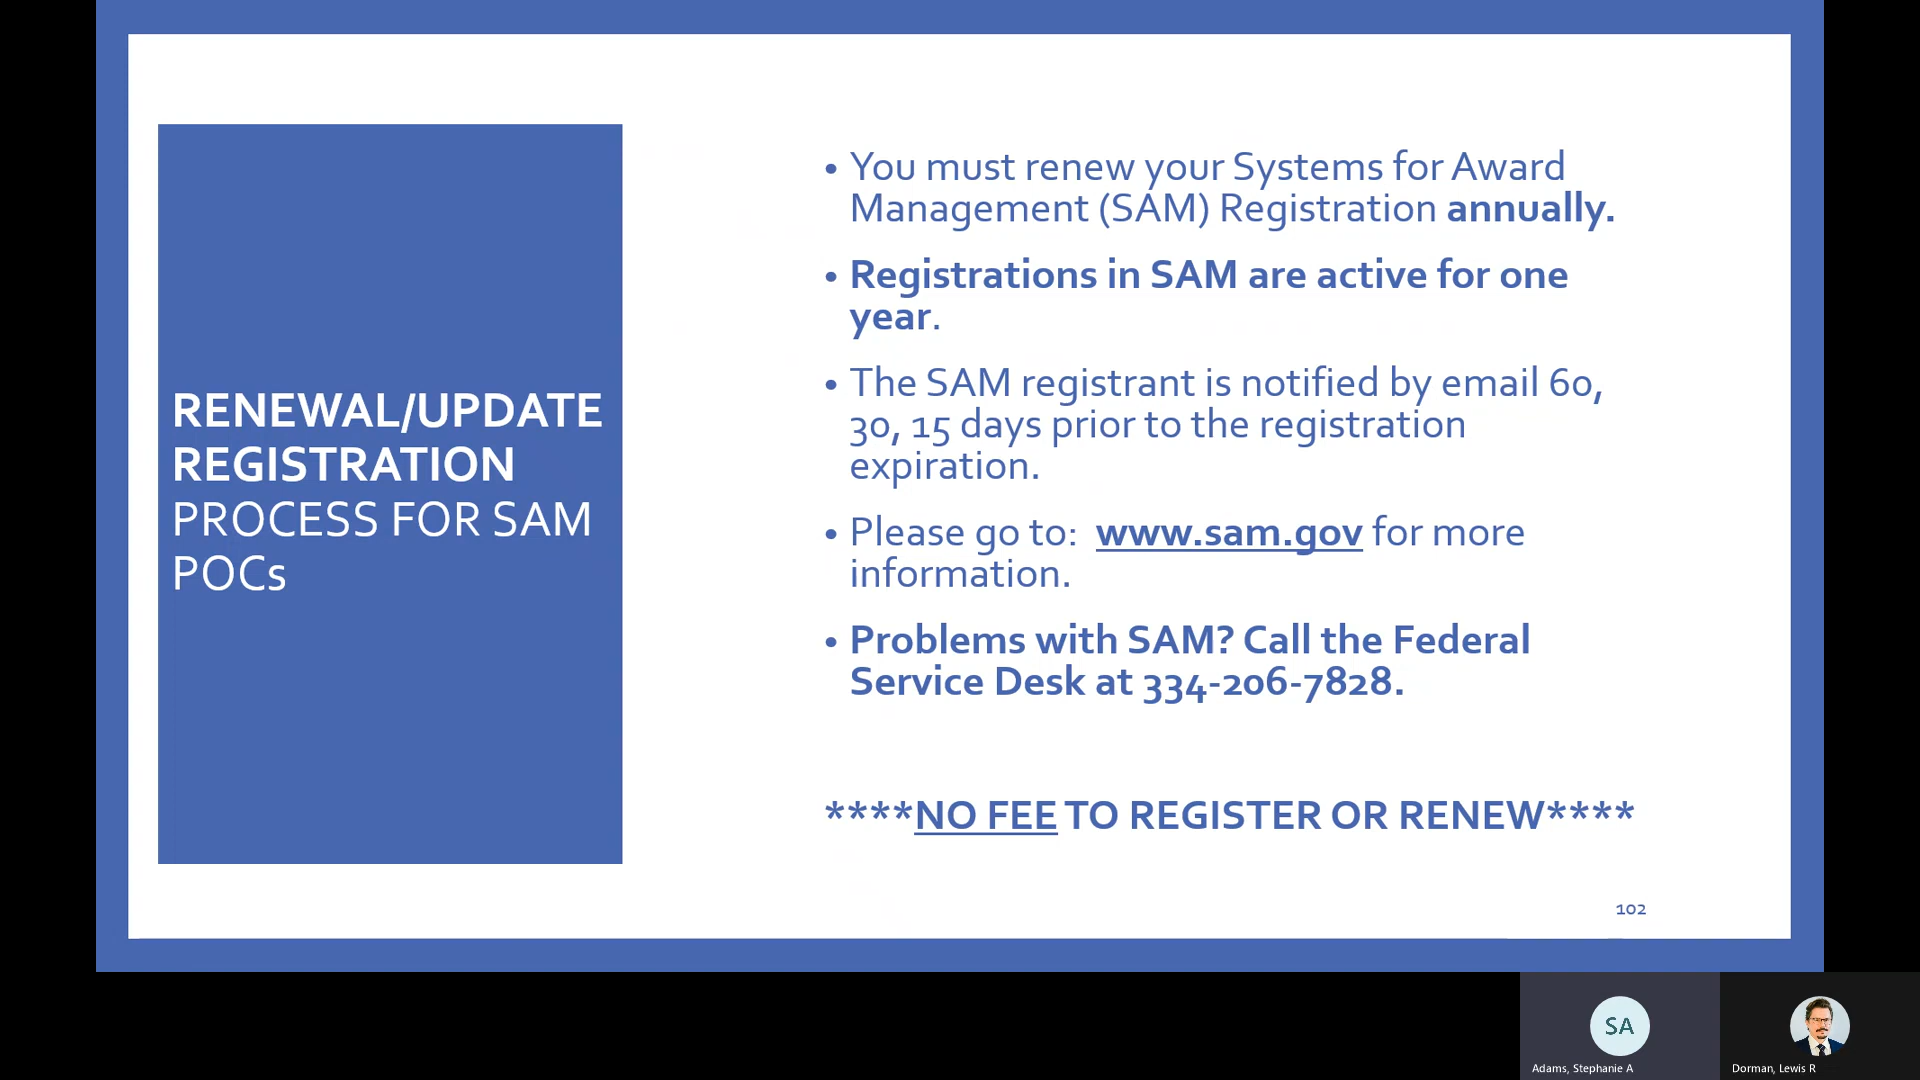 RENEWAL/UPDATE
REGISTRATION
PROCESS FOR SAM
POCs
• You must renew your Systems for Award
Management (SAM) Registration annually.
• Registrations in SAM are active for one
year.
• The SAM registrant is notified by email 60,
30, 15 days prior to the registration
expiration.
• Please go to:  www.sam.gov for more
information.
• Problems with SAM? Call the Federal
Service Desk at 334-206-7828.
****NO FEE TO REGISTER OR RENEW****
102
SA
Adams, Stephanie A
Dorman, Lewis R